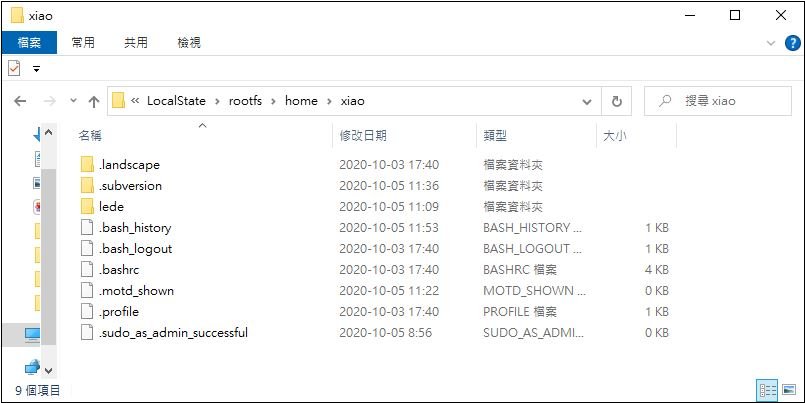 xiao
檔案 常用 共用 檢視
« LocalState › rootfs › home › xiao 搜尋 xiao
名稱 修改日期 類型 大小
.landscape 2020-10-03 17:40 檔案資料夾
.subversion 2020-10-05 11:36 檔案資料夾
lede 2020-10-05 11:09 檔案資料夾
.bash_history 2020-10-05 11:53 BASH_HISTORY ... 1 KB
.bash_logout 2020-10-03 17:40 BASH_LOGOUT ... 1 KB
.bashrc 2020-10-03 17:40 BASHRC 檔案 4 KB
.motd_shown 2020-10-05 11:22 MOTD_SHOWN ... 0 KB
.profile 2020-10-03 17:40 PROFILE 檔案 1 KB
.sudo_as_admin_successful 2020-10-05 8:56 SUDO_AS_ADMI... 0 KB
9 個項目